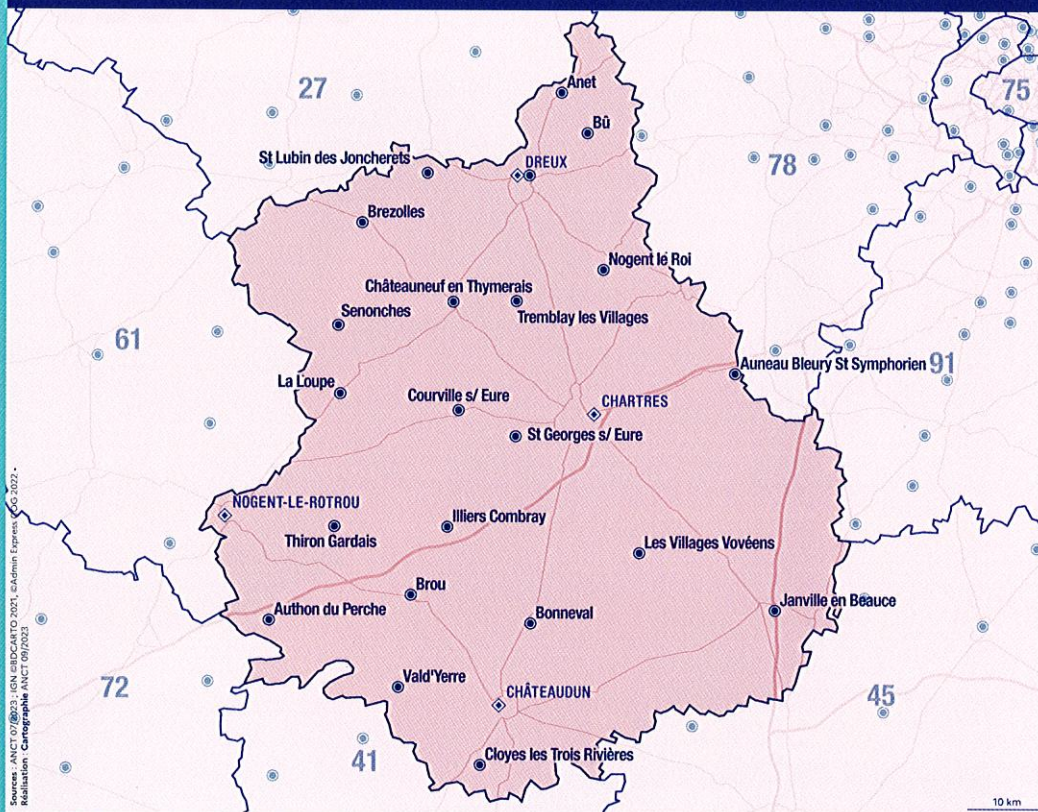 27
75
Anet
Bû
St Lubin des Joncherets
DREUX
78
Brezolles
Nogent le Roi
Châteauneuf en Thymerais
Senonches
Tremblay les Villages
61
Auneau Bleury St Symphorien
91
La Loupe
Courville s/ Eure
CHARTRES
St Georges s/ Eure
NOGENT-LE-ROTROU
Illiers Combray
Thiron Gardais
Les Villages Vovéens
Brou
Authon du Perche
Bonneval
Janville en Beauce
72
Vald'Yerre
CHÂTEAUDUN
45
41
Cloyes les Trois Rivières
10 km
Sources : ANCT 07/2023 ; IGN ©BDCARTO 2021, ©Admin Express COG 2022 -
Réalisation : Cartographie ANCT 09/2023